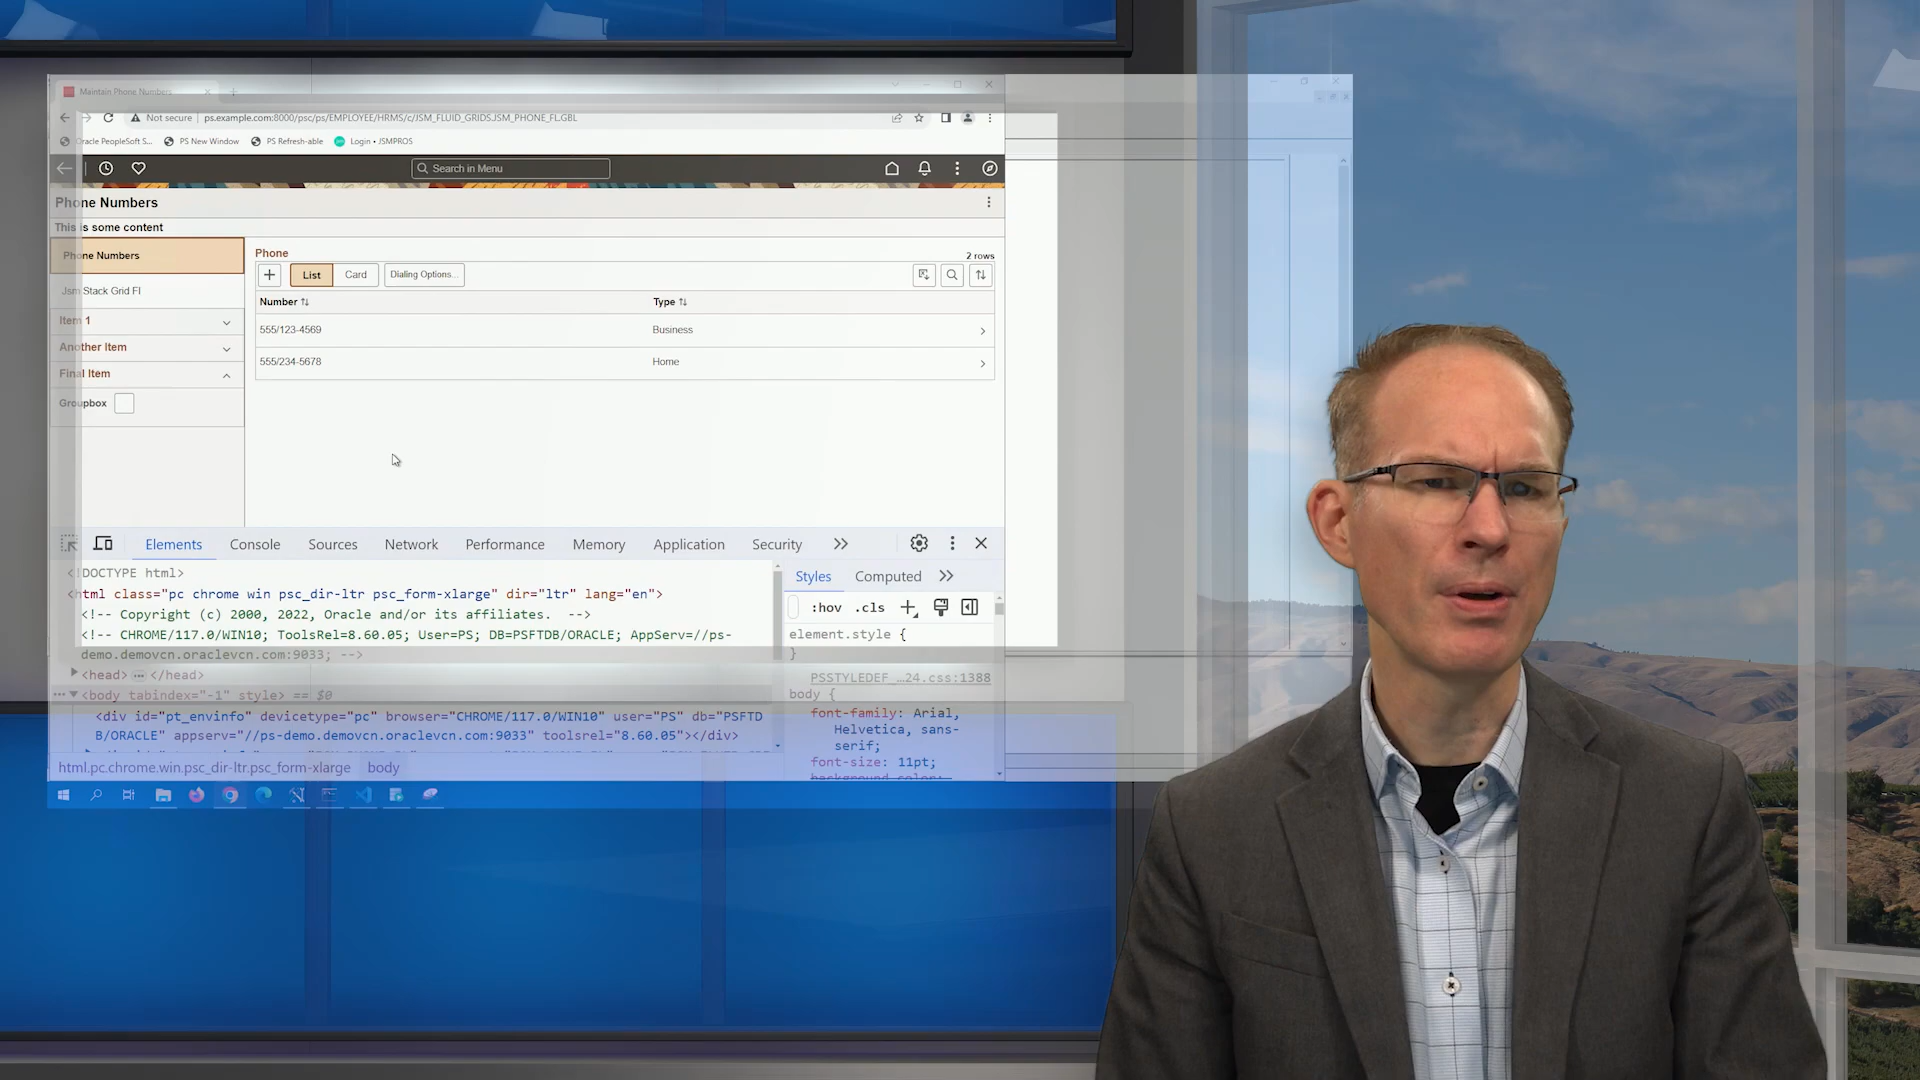 Maintain Phone Numbers
Not secure ps.example.com:8000/psc/ps/EMPLOYEE/HRMS/c/JSM_FLUID_GRIDS.JSM_PHONE_FL.GBL
Oracle PeopleSoft S... PS New Window PS Refresh-able Login • JSMPROS
Search in Menu
Phone Numbers
This is some content
Phone Numbers
Jsm Stack Grid Fl
Item 1
Another Item
Final Item
Groupbox
Phone
2 rows
List Card Dialing Options...
Number Type
555/123-4569 Business
555/234-5678 Home
Elements Console Sources Network Performance Memory Application Security
<!DOCTYPE html>
<html class="pc chrome win psc_dir-ltr psc_form-xlarge" dir="ltr" lang="en">
<!-- Copyright (c) 2000, 2022, Oracle and/or its affiliates. -->
<!-- CHROME/117.0/WIN10; ToolsRel=8.60.05; User=PS; DB=PSFTDB/ORACLE; AppServ=//ps-
demo.demovcn.oraclevcn.com:9033; -->
<head> ... </head>
<body tabindex="-1" style> == $0
<div id="pt_envinfo" devicetype="pc" browser="CHROME/117.0/WIN10" user="PS" db="PSFTD
B/ORACLE" appserv="//ps-demo.demovcn.oraclevcn.com:9033" toolsrel="8.60.05"></div>
html.pc.chrome.win.psc_dir-ltr.psc_form-xlarge body
Styles Computed
:hov .cls
element.style {
}
PSSTYLEDEF_…24.css:1388
body {
font-family: Arial,
Helvetica, sans-
serif;
font-size: 11pt;
background-color: